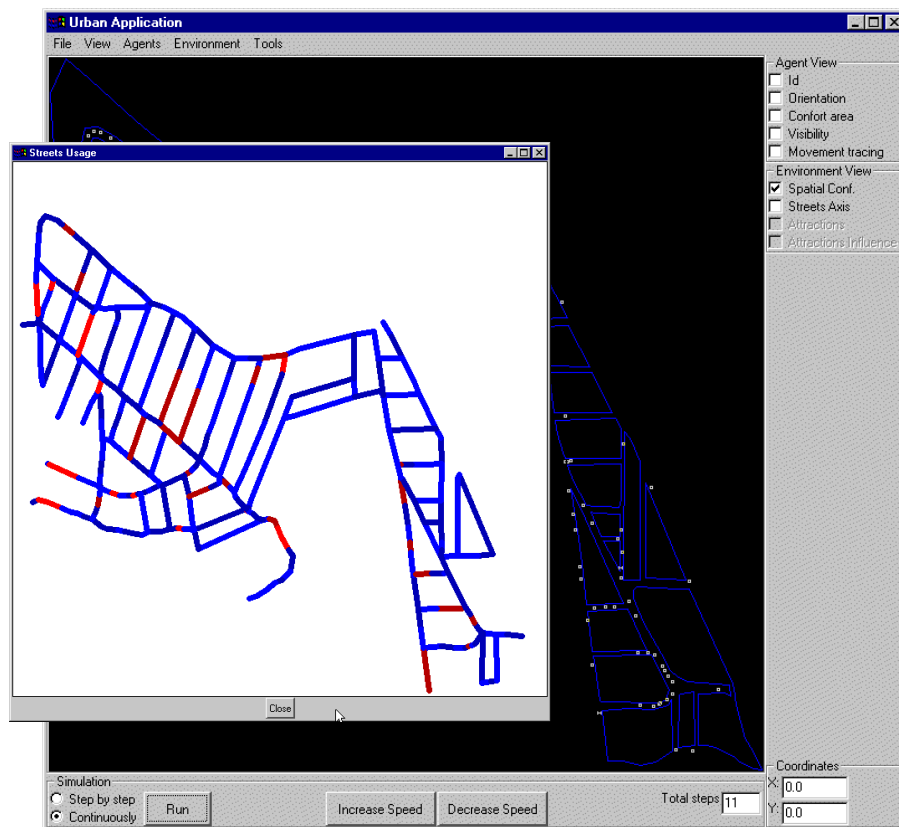 Urban Application
File View Agents Environment Tools
Agent View
Id
Orientation
Confort area
Visibility
Movement tracing
Environment View
Spatial Conf.
Streets Axis
Attractions
Attractions Influence
Streets Usage
Close
Simulation
Step by step
Continuously
Run
Increase Speed
Decrease Speed
Total steps 11
Coordinates
X: 0.0
Y: 0.0